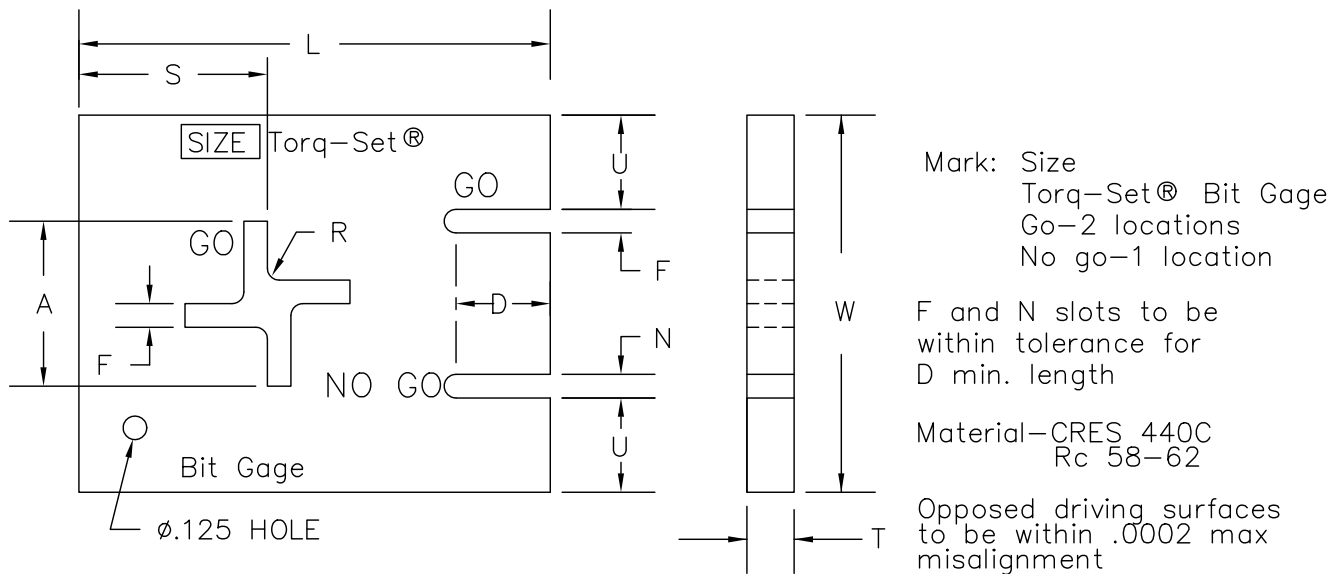 L
S
SIZE Torq-Set®
U
GO
GO
R
F
A
D
W
N
F
NO GO
U
Bit Gage
ø.125 HOLE
T
Mark: Size
Torq-Set® Bit Gage
Go-2 locations
No go-1 location
F and N slots to be
within tolerance for
D min. length
Material-CRES 440C
Rc 58-62
Opposed driving surfaces
to be within .0002 max
misalignment